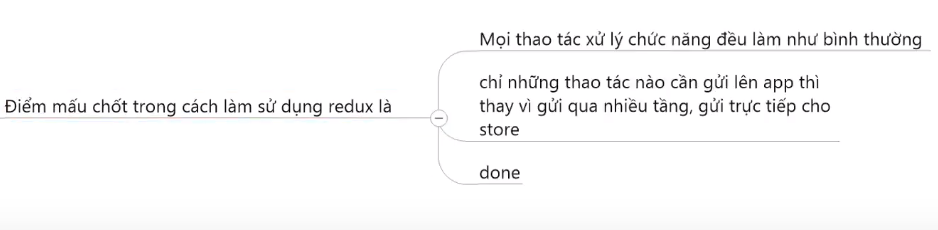 Điểm mấu chốt trong cách làm sử dụng redux là
Mọi thao tác xử lý chức năng đều làm như bình thường
chỉ những thao tác nào cần gửi lên app thì
thay vì gửi qua nhiều tầng, gửi trực tiếp cho
store
done